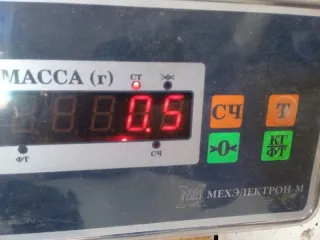 МАССА (г) СТ >0<
0.5
СЧ Т
ФТ СЧ >0< КГ/ФТ
МЕХЭЛЕКТРОН-М